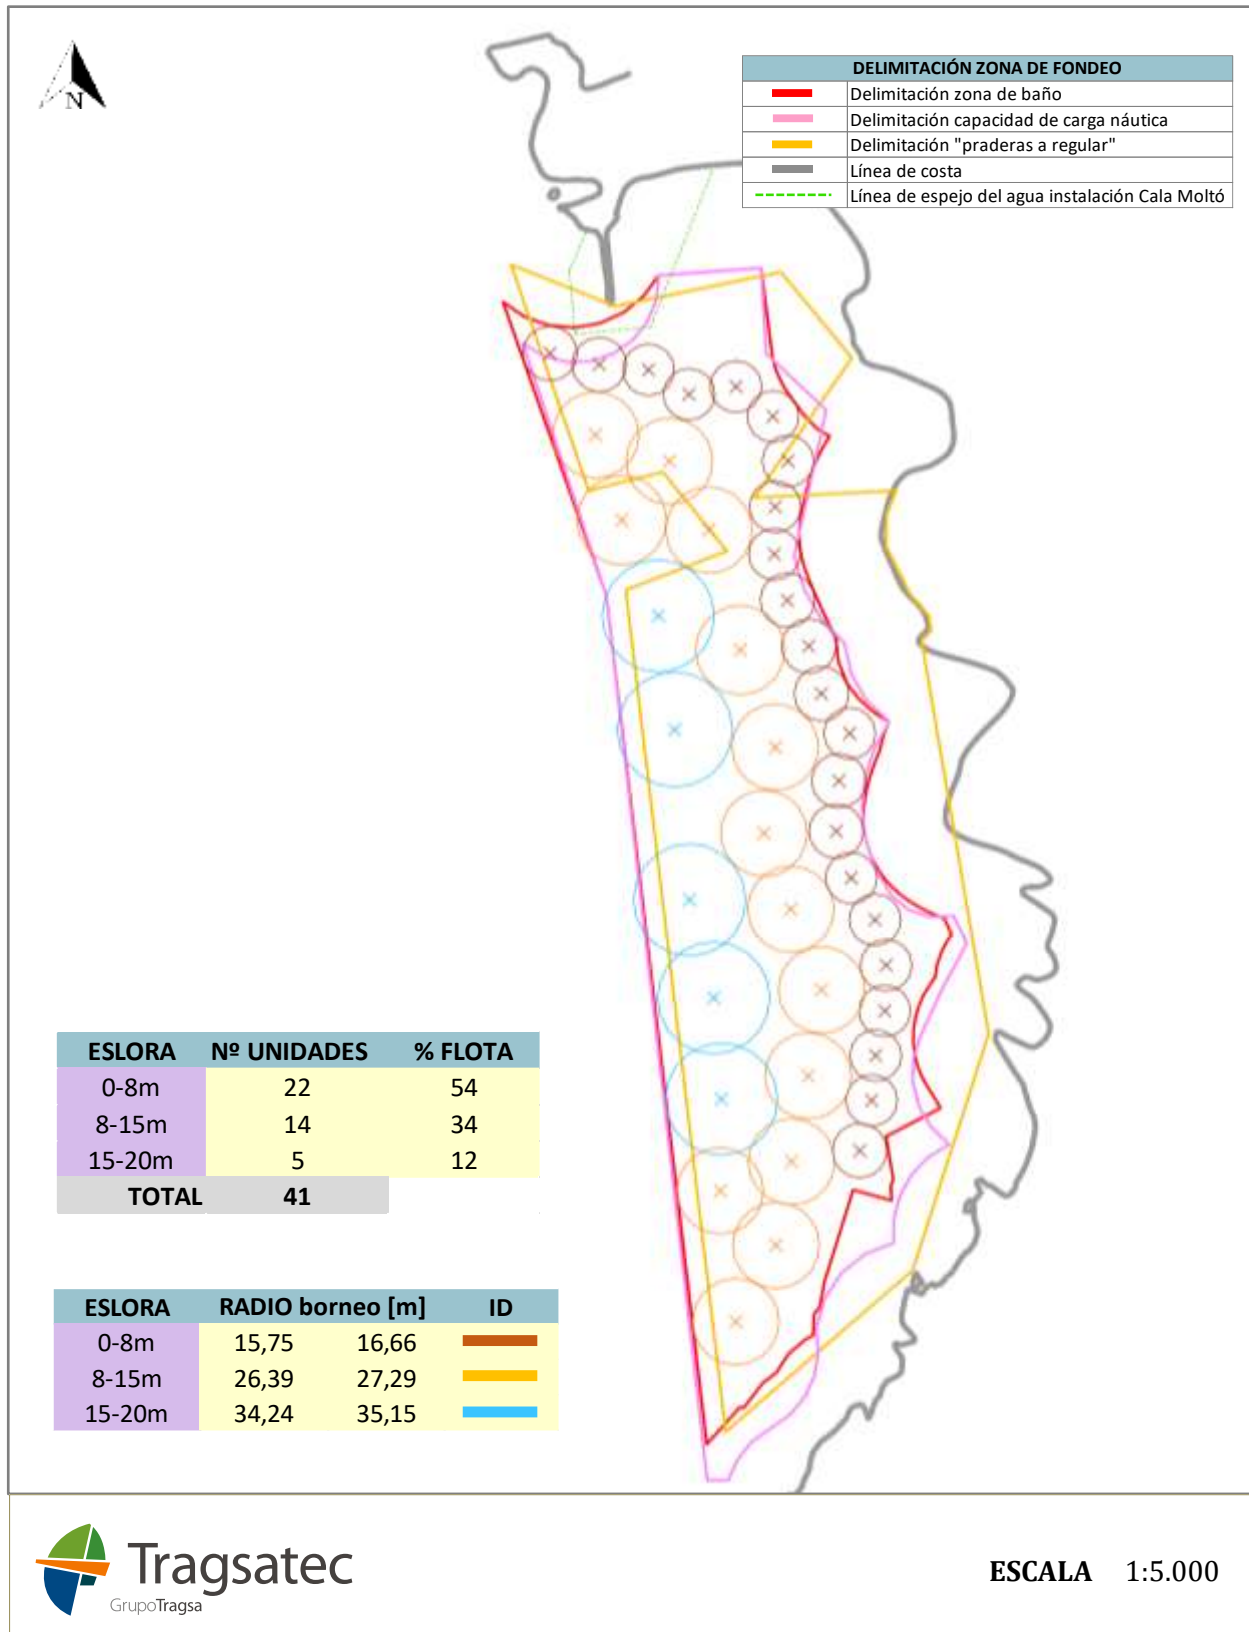 N
DELIMITACIÓN ZONA DE FONDEO
Delimitación zona de baño
Delimitación capacidad de carga náutica
Delimitación "praderas a regular"
Línea de costa
Línea de espejo del agua instalación Cala Moltó
ESLORA Nº UNIDADES % FLOTA
0-8m 22 54
8-15m 14 34
15-20m 5 12
TOTAL 41
ESLORA RADIO borneo [m] ID
0-8m 15,75 16,66
8-15m 26,39 27,29
15-20m 34,24 35,15
Tragsatec
GrupoTragsa
ESCALA 1:5.000